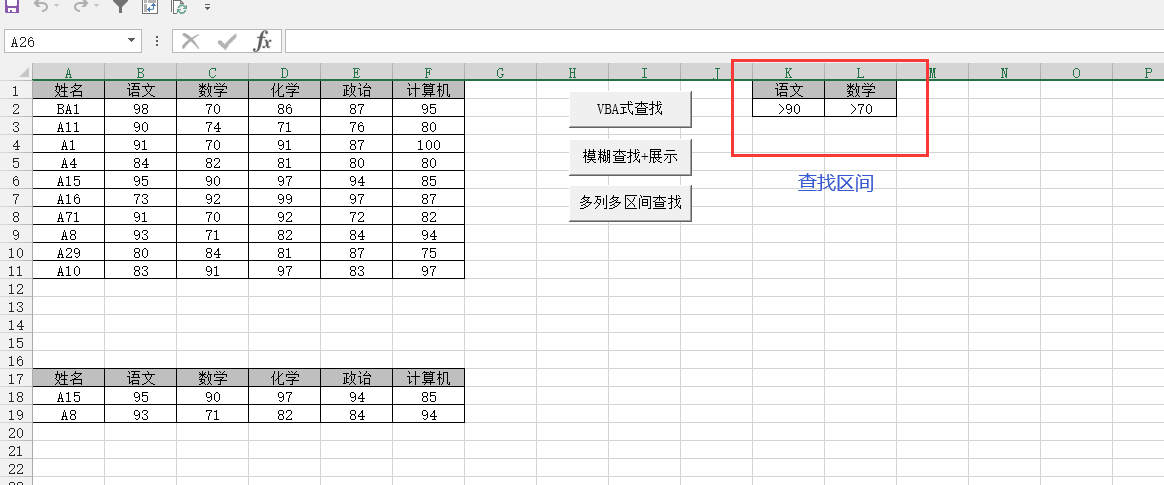 A26
fx
A B C D E F G H I J K L M N O P
1 姓名 语文 数学 化学 政治 计算机 语文 数学
2 BA1 98 70 86 87 95 VBA式查找 >90 >70
3 A11 90 74 71 76 80
4 A1 91 70 91 87 100
5 A4 84 82 81 80 80 模糊查找+展示
6 A15 95 90 97 94 85 查找区间
7 A16 73 92 99 97 87 多列多区间查找
8 A71 91 70 92 72 82
9 A8 93 71 82 84 94
10 A29 80 84 81 87 75
11 A10 83 91 97 83 97
12
13
14
15
16
17 姓名 语文 数学 化学 政治 计算机
18 A15 95 90 97 94 85
19 A8 93 71 82 84 94
20
21
22